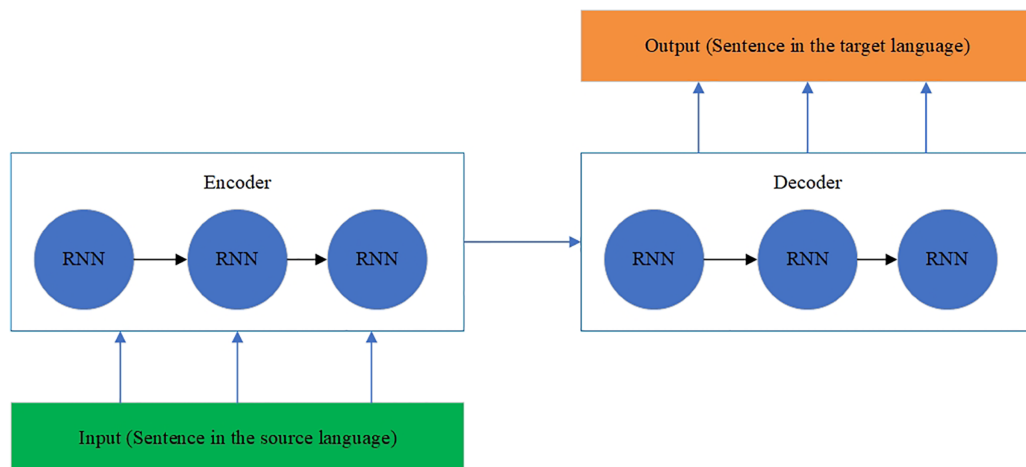 Output (Sentence in the target language)
Encoder
RNN
RNN
RNN
Decoder
RNN
RNN
RNN
Input (Sentence in the source language)